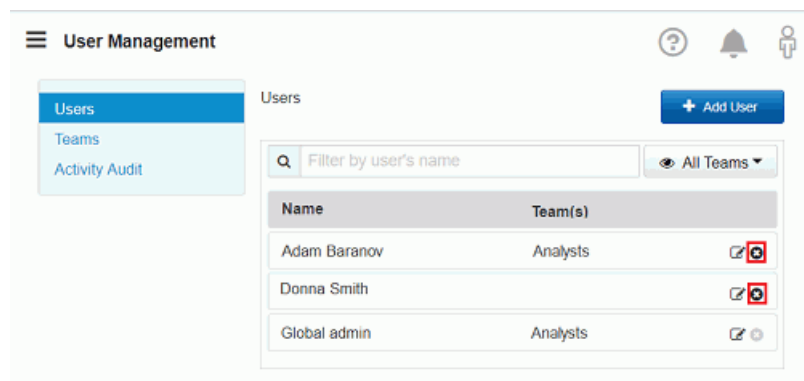 User Management
Users
Teams
Activity Audit
Users
Add User
Filter by user's name
All Teams
Name Team(s)
Adam Baranov Analysts
Donna Smith
Global admin Analysts